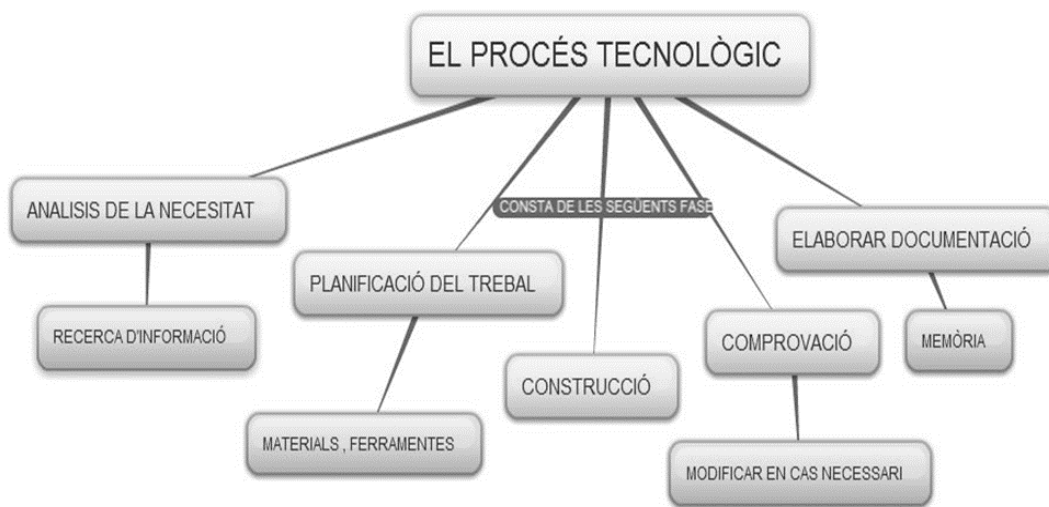 EL PROCÉS TECNOLÒGIC
CONSTA DE LES SEGÜENTS FASE
ANALISIS DE LA NECESITAT
ELABORAR DOCUMENTACIÓ
PLANIFICACIÓ DEL TREBAL
RECERCA D'INFORMACIÓ
COMPROVACIÓ
MEMÒRIA
CONSTRUCCIÓ
MATERIALS , FERRAMENTES
MODIFICAR EN CAS NECESSARI